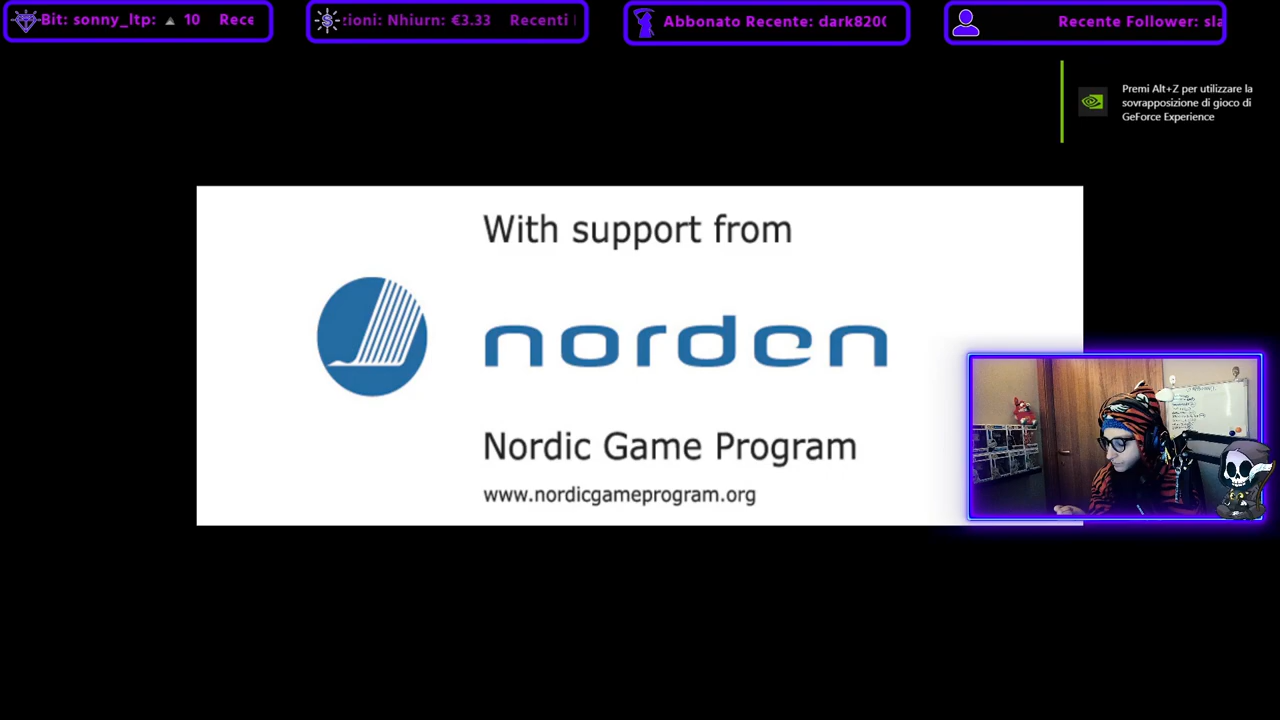 Bit: sonny_ltp: 10 Rece
zioni: Nhiurn: €3.33 Recenti
Abbonato Recente: dark820
Recente Follower: sla
Premi Alt+Z per utilizzare la
sovrapposizione di gioco di
GeForce Experience
With support from
norden
Nordic Game Program
www.nordicgameprogram.org